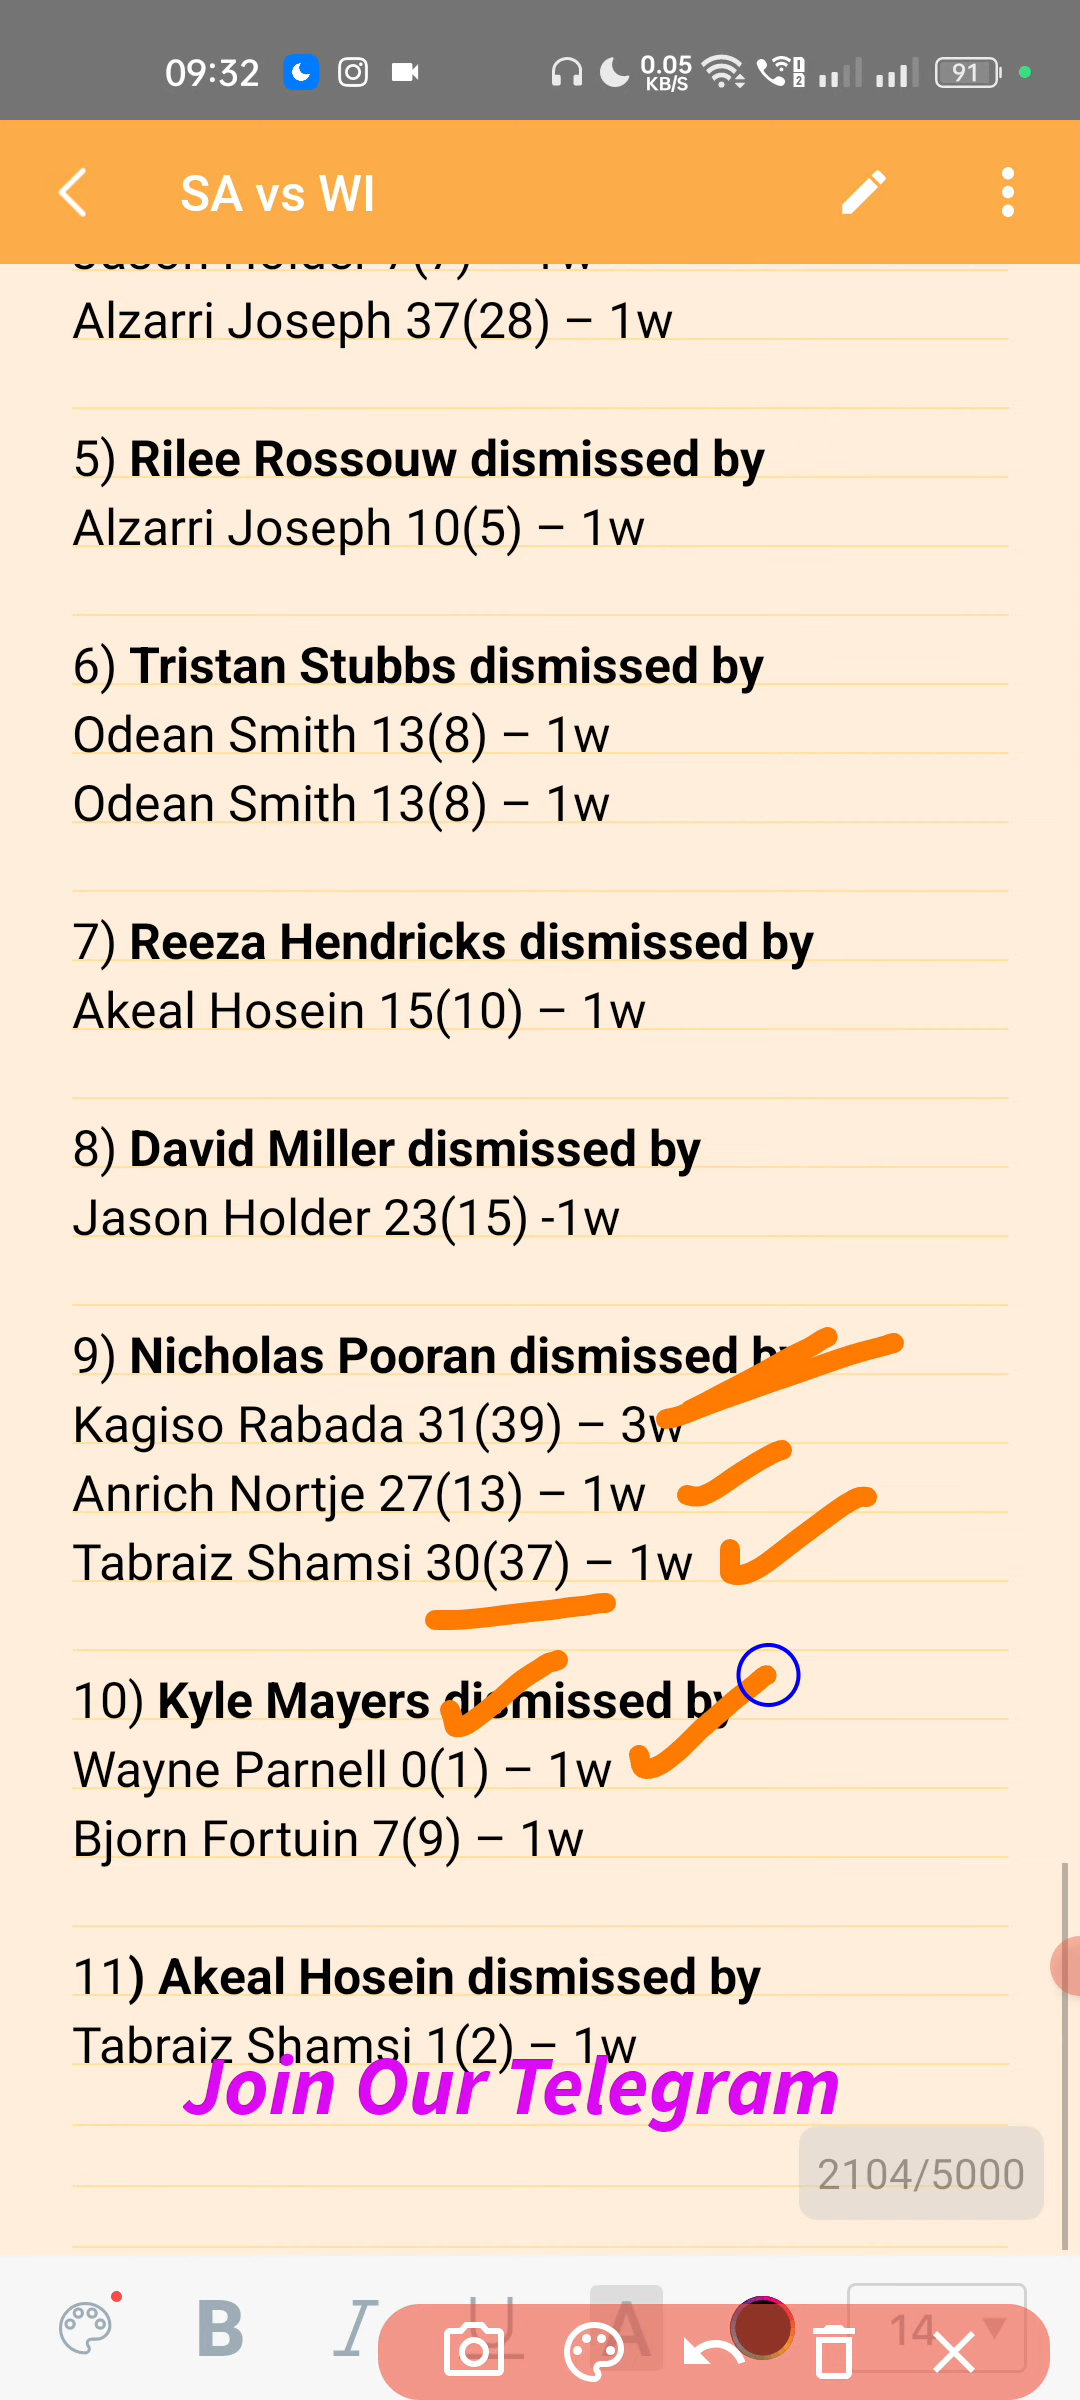 09:32
0.05
KB/S
91
SA vs WI
Alzarri Joseph 37(28) – 1w
5) Rilee Rossouw dismissed by
Alzarri Joseph 10(5) – 1w
6) Tristan Stubbs dismissed by
Odean Smith 13(8) – 1w
Odean Smith 13(8) – 1w
7) Reeza Hendricks dismissed by
Akeal Hosein 15(10) – 1w
8) David Miller dismissed by
Jason Holder 23(15) -1w
9) Nicholas Pooran dismissed by
Kagiso Rabada 31(39) – 3w
Anrich Nortje 27(13) – 1w
Tabraiz Shamsi 30(37) – 1w
10) Kyle Mayers dismissed by
Wayne Parnell 0(1) – 1w
Bjorn Fortuin 7(9) – 1w
11) Akeal Hosein dismissed by
Tabraiz Shamsi 1(2) – 1w
Join Our Telegram
2104/5000
B I U A 14